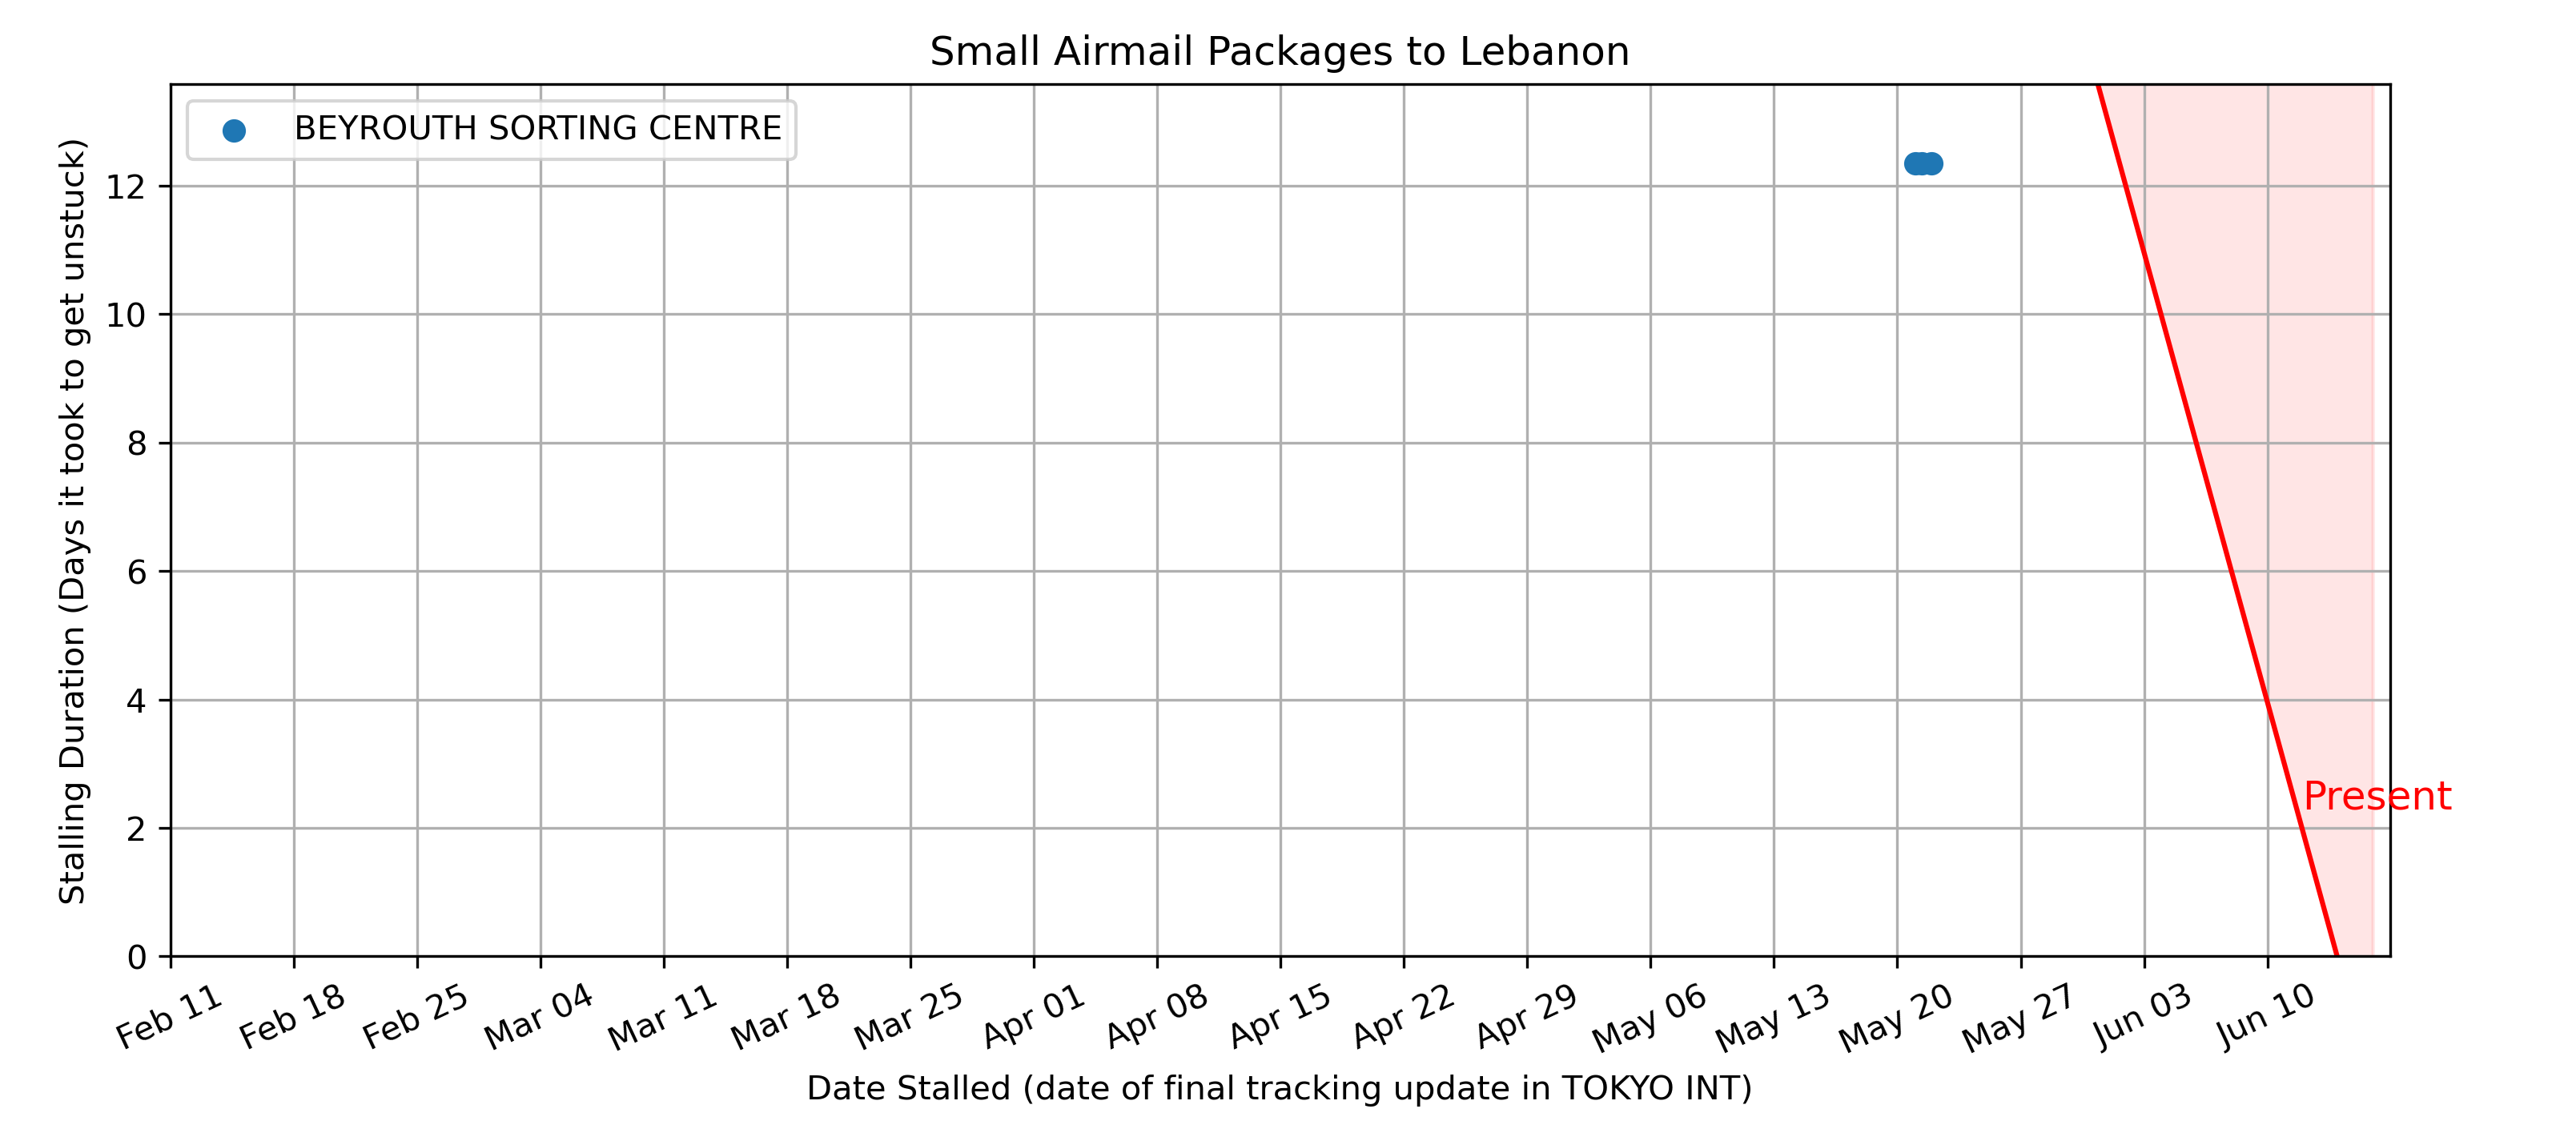 Small Airmail Packages to Lebanon
BEYROUTH SORTING CENTRE
Stalling Duration (Days it took to get unstuck)
12
10
8
6
4
2
0
Present
Feb 11
Feb 18
Feb 25
Mar 04
Mar 11
Mar 18
Mar 25
Apr 01
Apr 08
Apr 15
Apr 22
Apr 29
May 06
May 13
May 20
May 27
Jun 03
Jun 10
Date Stalled (date of final tracking update in TOKYO INT)